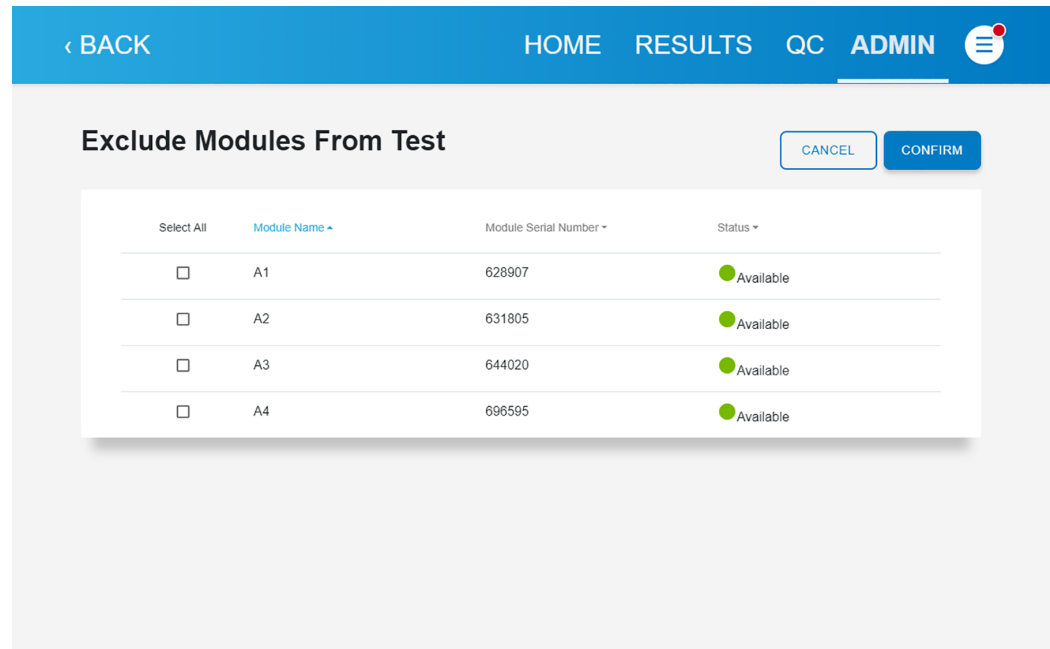 ‹ BACK HOME RESULTS QC ADMIN
Exclude Modules From Test
CANCEL CONFIRM
Select All Module Name Module Serial Number Status
A1 628907 Available
A2 631805 Available
A3 644020 Available
A4 696595 Available